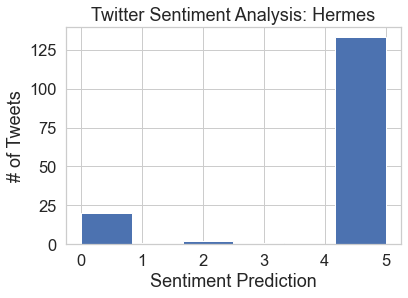 Twitter Sentiment Analysis: Hermes
# of Tweets
125
100
75
50
25
0
0 1 2 3 4 5
Sentiment Prediction